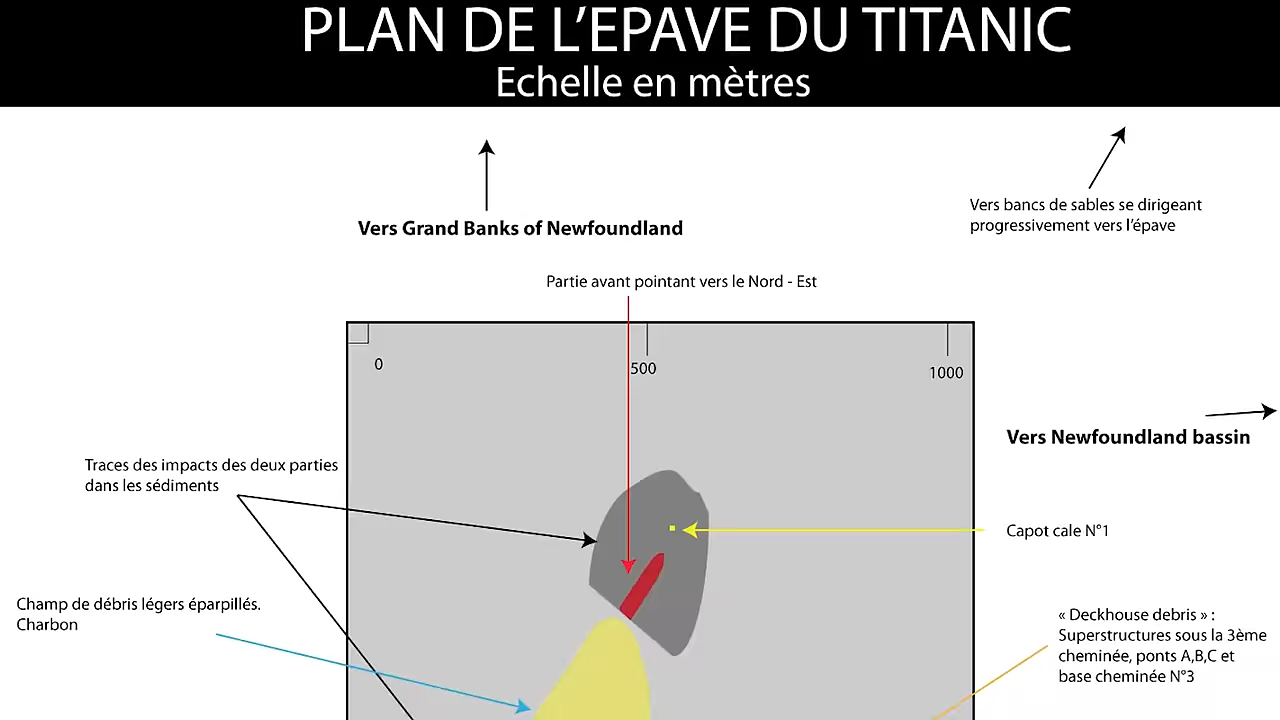 PLAN DE L’EPAVE DU TITANIC
Echelle en mètres
Vers Grand Banks of Newfoundland
Vers bancs de sables se dirigeant
progressivement vers l’épave
Partie avant pointant vers le Nord - Est
0
500
1000
Vers Newfoundland bassin
Traces des impacts des deux parties
dans les sédiments
Capot cale N°1
Champ de débris légers éparpillés.
Charbon
« Deckhouse debris » :
Superstructures sous la 3ème
cheminée, ponts A,B,C et
base cheminée N°3